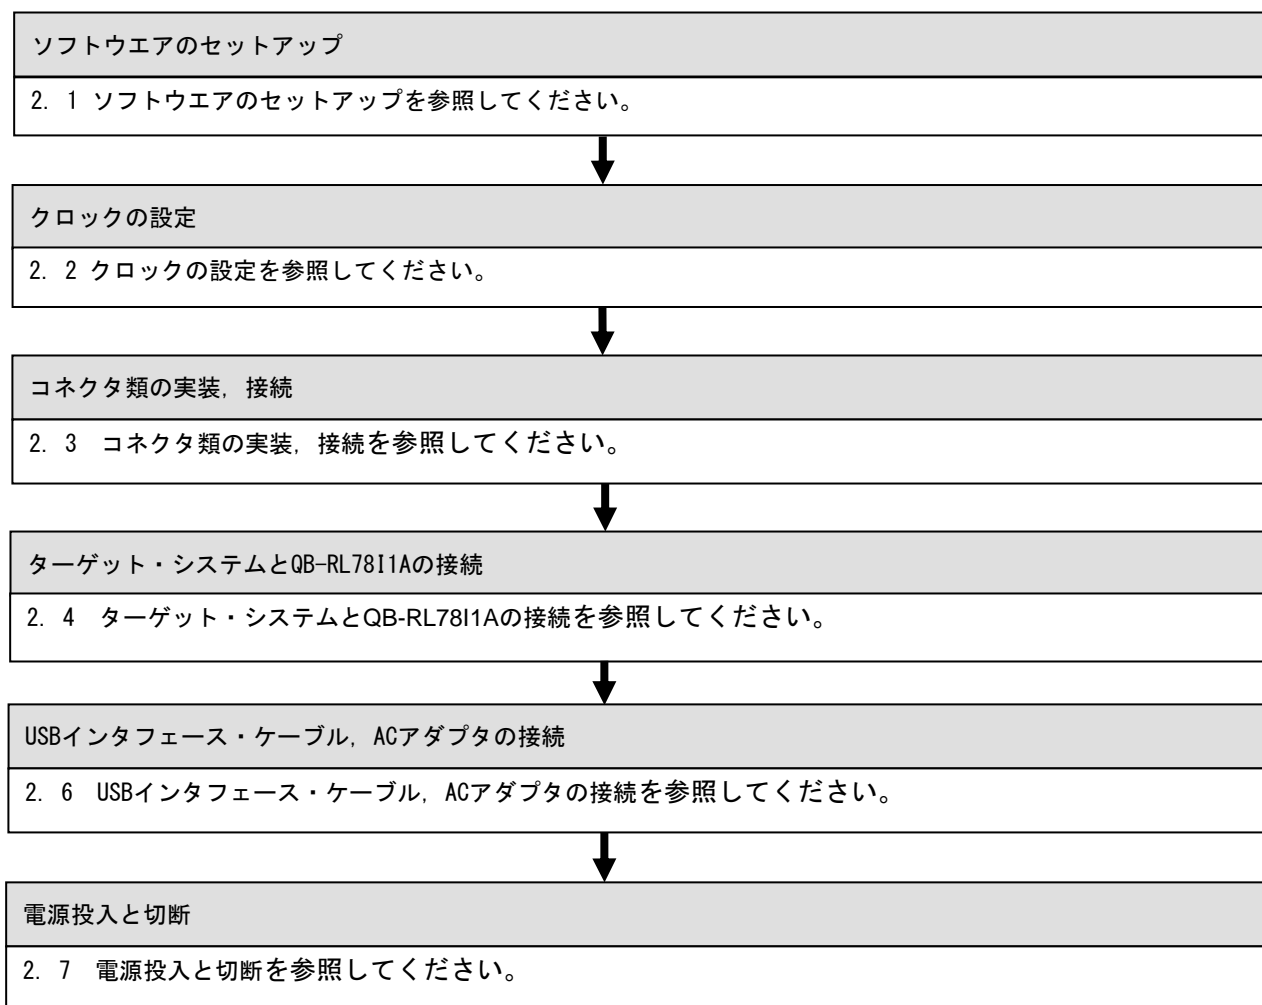 ソフトウエアのセットアップ
2. 1 ソフトウエアのセットアップを参照してください。
クロックの設定
2. 2 クロックの設定を参照してください。
コネクタ類の実装, 接続
2. 3 コネクタ類の実装, 接続を参照してください。
ターゲット・システムとQB-RL78I1Aの接続
2. 4 ターゲット・システムとQB-RL78I1Aの接続を参照してください。
USBインタフェース・ケーブル, ACアダプタの接続
2. 6 USBインタフェース・ケーブル, ACアダプタの接続を参照してください。
電源投入と切断
2. 7 電源投入と切断を参照してください。